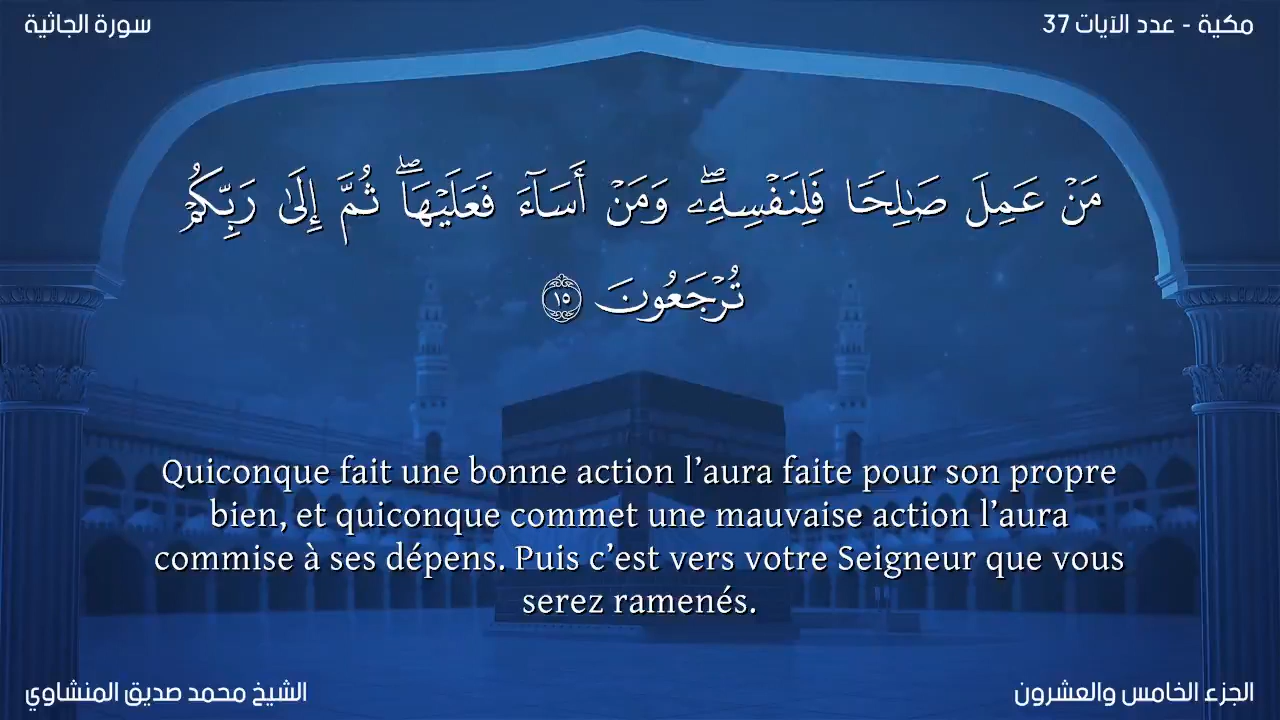 مكية - عدد الآيات 37
سورة الجاثية
مَنْ عَمِلَ صَٰلِحًا فَلِنَفْسِهِۦۖ وَمَنْ أَسَآءَ فَعَلَيْهَاۖ ثُمَّ إِلَىٰ رَبِّكُمْ
تُرْجَعُونَ ١٥
Quiconque fait une bonne action l’aura faite pour son propre
bien, et quiconque commet une mauvaise action l’aura
commise à ses dépens. Puis c’est vers votre Seigneur que vous
serez ramenés.
الجزء الخامس والعشرون
الشيخ محمد صديق المنشاوي